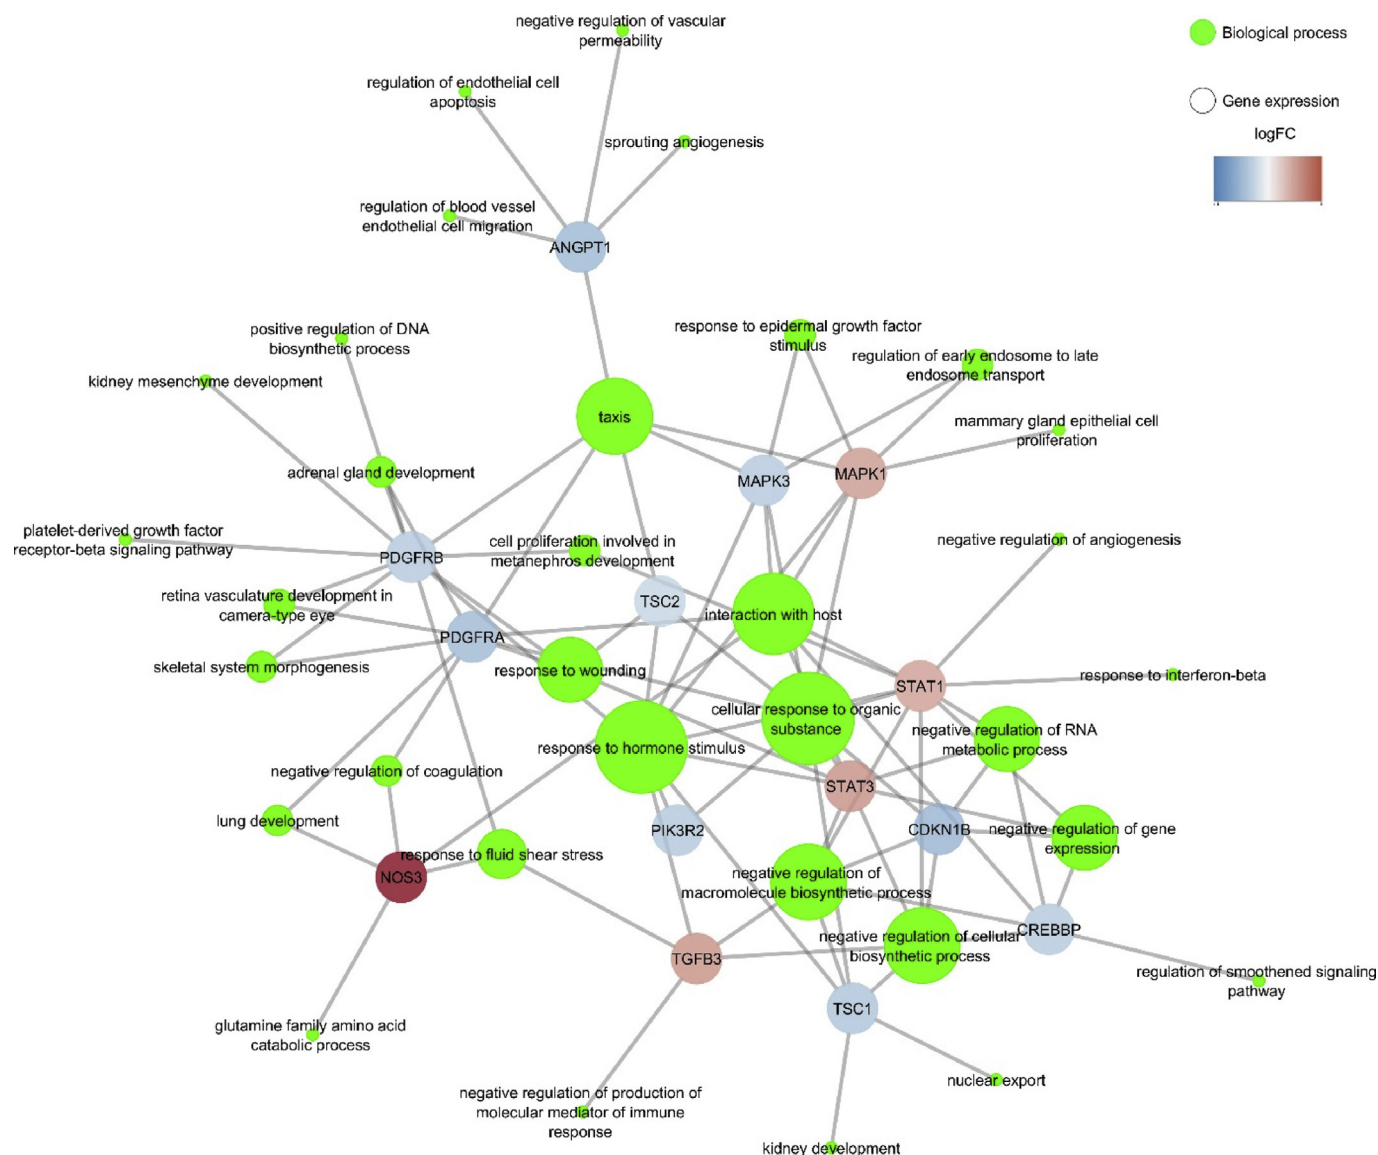 negative regulation of vascular
permeability
Biological process
regulation of endothelial cell
apoptosis
Gene expression
logFC
sprouting angiogenesis
regulation of blood vessel
endothelial cell migration
ANGPT1
positive regulation of DNA
biosynthetic process
response to epidermal growth factor
stimulus
regulation of early endosome to late
endosome transport
kidney mesenchyme development
taxis
mammary gland epithelial cell
proliferation
adrenal gland development
MAPK3
MAPK1
platelet-derived growth factor
receptor-beta signaling pathway
PDGFRB
cell proliferation involved in
metanephros development
negative regulation of angiogenesis
retina vasculature development in
camera-type eye
TSC2
interaction with host
PDGFRA
skeletal system morphogenesis
response to wounding
STAT1
response to interferon-beta
cellular response to organic
substance
negative regulation of RNA
metabolic process
response to hormone stimulus
negative regulation of coagulation
STAT3
lung development
PIK3R2
CDKN1B
negative regulation of gene
expression
response to fluid shear stress
NOS3
negative regulation of
macromolecule biosynthetic process
negative regulation of cellular
biosynthetic process
CREBBP
TGFB3
regulation of smoothened signaling
pathway
TSC1
glutamine family amino acid
catabolic process
nuclear export
negative regulation of production of
molecular mediator of immune
response
kidney development